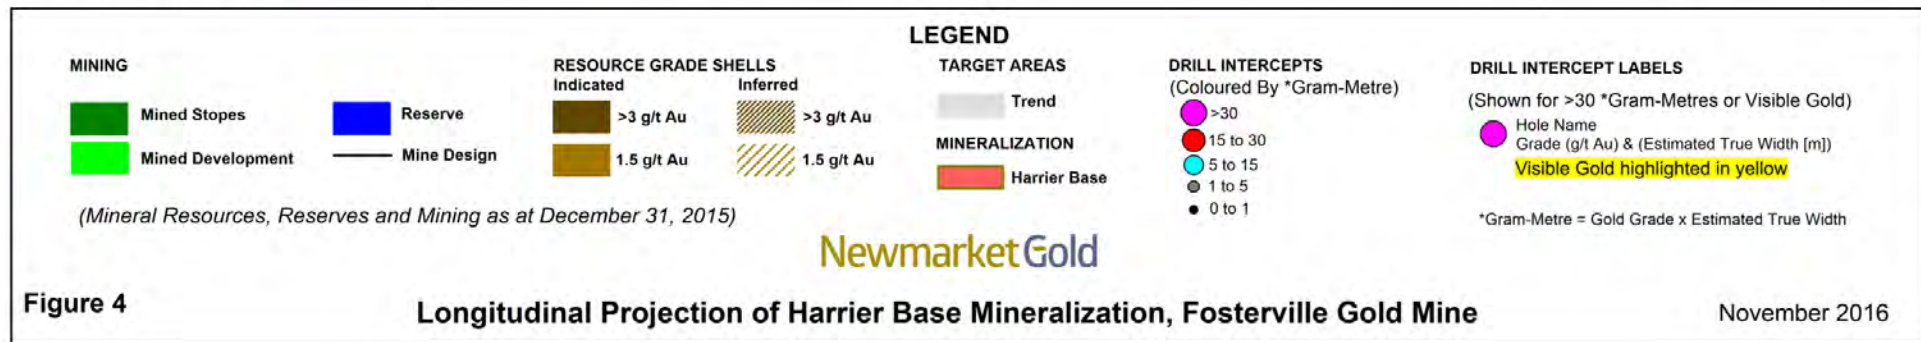 LEGEND
MINING
Mined Stopes
Mined Development
Reserve
Mine Design
RESOURCE GRADE SHELLS
Indicated
Inferred
>3 g/t Au
>3 g/t Au
1.5 g/t Au
1.5 g/t Au
TARGET AREAS
Trend
MINERALIZATION
Harrier Base
DRILL INTERCEPTS
(Coloured By *Gram-Metre)
>30
15 to 30
5 to 15
1 to 5
0 to 1
DRILL INTERCEPT LABELS
(Shown for >30 *Gram-Metres or Visible Gold)
Hole Name
Grade (g/t Au) & (Estimated True Width [m])
Visible Gold highlighted in yellow
*Gram-Metre = Gold Grade x Estimated True Width
(Mineral Resources, Reserves and Mining as at December 31, 2015)
NewmarketGold
Figure 4
Longitudinal Projection of Harrier Base Mineralization, Fosterville Gold Mine
November 2016